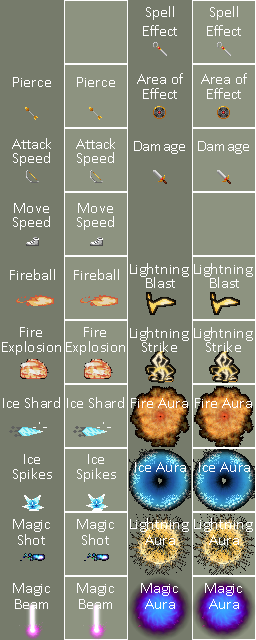 Spell Spell
Effect Effect
Pierce Pierce Area of Area of
Effect Effect
Attack Attack Damage Damage
Speed Speed
Move Move
Speed Speed
Fireball Fireball Lightning Lightning
Blast Blast
Fire Fire Lightning Lightning
Explosion Explosion Strike Strike
Ice Shard Ice Shard Fire Aura Fire Aura
Ice Ice Ice Aura Ice Aura
Spikes Spikes
Magic Magic Lightning Lightning
Shot Shot Aura Aura
Magic Magic Magic Magic
Beam Beam Aura Aura